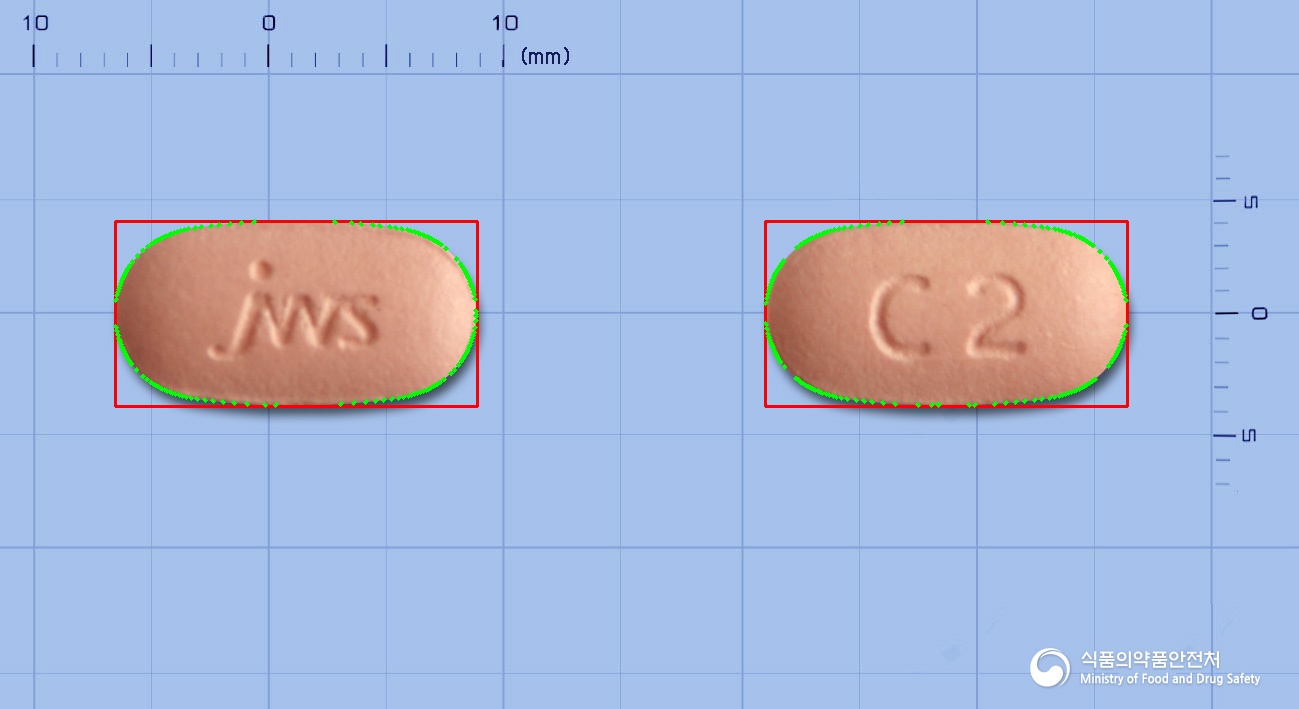 10 0 10
(mm)
5
0
5
jws
C 2
식품의약품안전처
Ministry of Food and Drug Safety